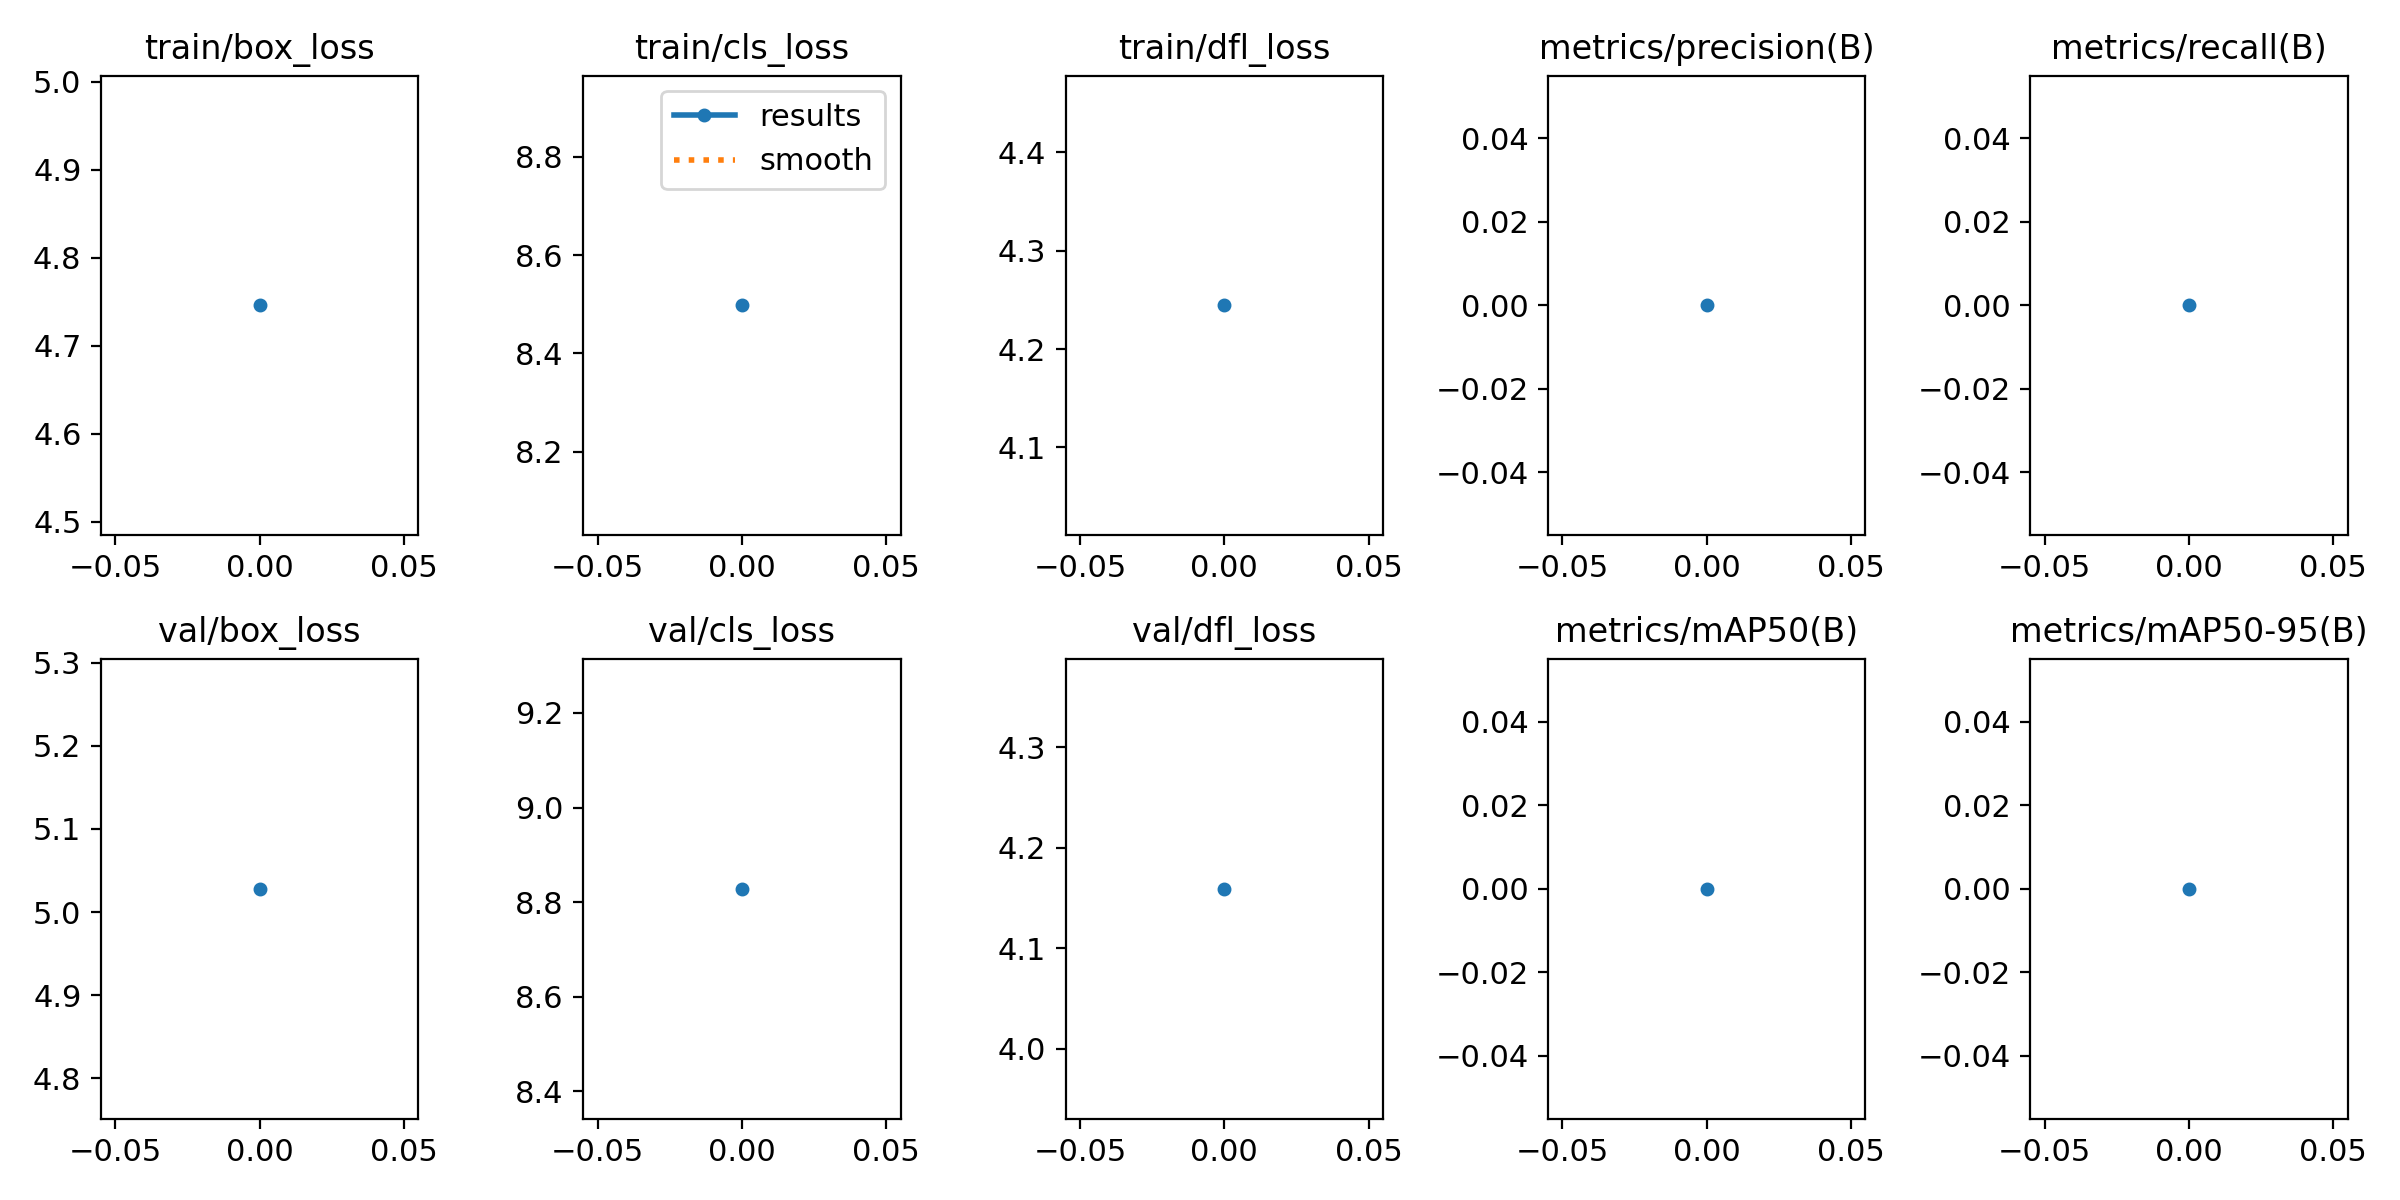 train/box_loss
5.0
4.9
4.8
4.7
4.6
4.5
−0.05 0.00 0.05
train/cls_loss
results
smooth
8.8
8.6
8.4
8.2
−0.05 0.00 0.05
train/dfl_loss
4.4
4.3
4.2
4.1
−0.05 0.00 0.05
metrics/precision(B)
0.04
0.02
0.00
−0.02
−0.04
−0.05 0.00 0.05
metrics/recall(B)
0.04
0.02
0.00
−0.02
−0.04
−0.05 0.00 0.05
val/box_loss
5.3
5.2
5.1
5.0
4.9
4.8
−0.05 0.00 0.05
val/cls_loss
9.2
9.0
8.8
8.6
8.4
−0.05 0.00 0.05
val/dfl_loss
4.3
4.2
4.1
4.0
−0.05 0.00 0.05
metrics/mAP50(B)
0.04
0.02
0.00
−0.02
−0.04
−0.05 0.00 0.05
metrics/mAP50-95(B)
0.04
0.02
0.00
−0.02
−0.04
−0.05 0.00 0.05